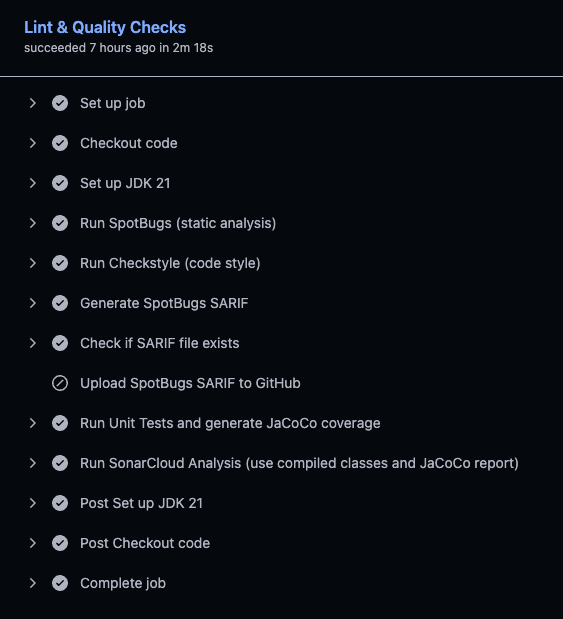 Lint & Quality Checks
succeeded 7 hours ago in 2m 18s
Set up job
Checkout code
Set up JDK 21
Run SpotBugs (static analysis)
Run Checkstyle (code style)
Generate SpotBugs SARIF
Check if SARIF file exists
Upload SpotBugs SARIF to GitHub
Run Unit Tests and generate JaCoCo coverage
Run SonarCloud Analysis (use compiled classes and JaCoCo report)
Post Set up JDK 21
Post Checkout code
Complete job